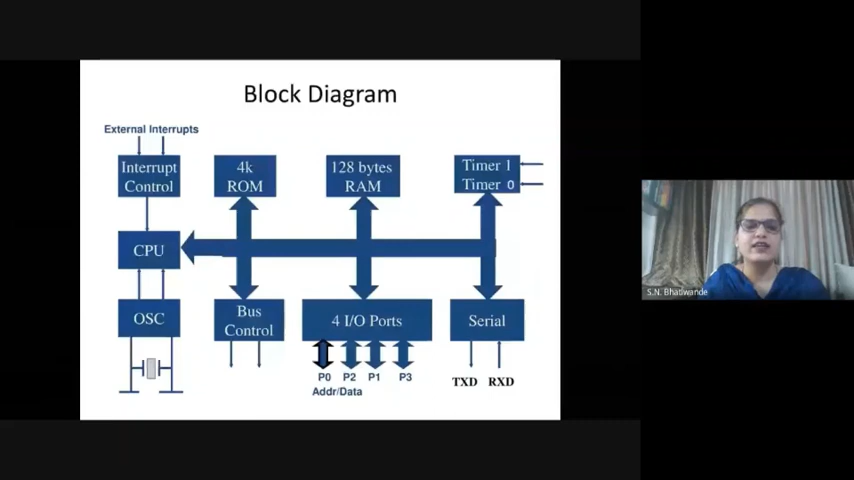 Block Diagram
External Interrupts
Interrupt
Control
4k
ROM
128 bytes
RAM
Timer 1
Timer 0
CPU
OSC
Bus
Control
4 I/O Ports
Serial
P0 P2 P1 P3
Addr/Data
TXD RXD
S.N. Bhatlwande